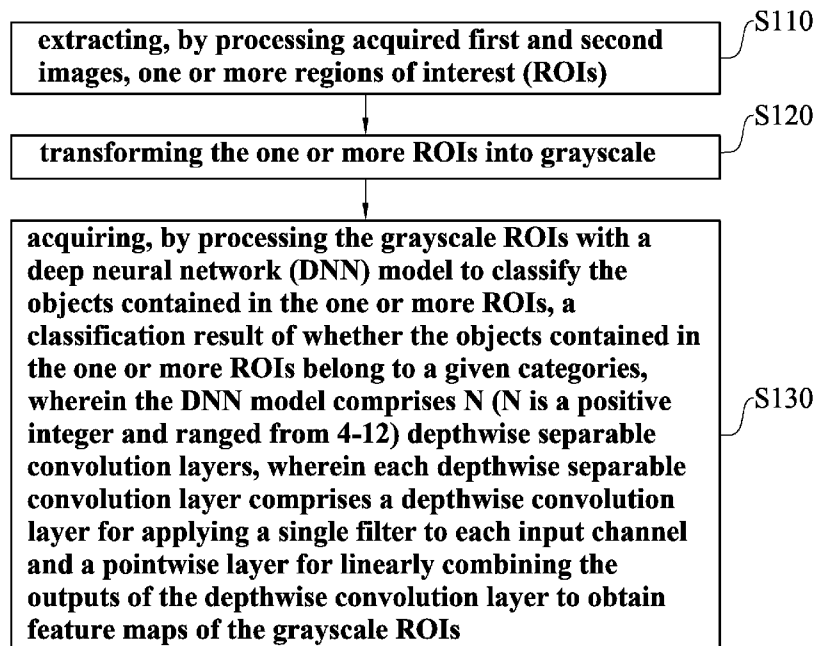 extracting, by processing acquired first and second
images, one or more regions of interest (ROIs)
S110
transforming the one or more ROIs into grayscale
S120
acquiring, by processing the grayscale ROIs with a
deep neural network (DNN) model to classify the
objects contained in the one or more ROIs, a
classification result of whether the objects contained in
the one or more ROIs belong to a given categories,
wherein the DNN model comprises N (N is a positive
integer and ranged from 4-12) depthwise separable
convolution layers, wherein each depthwise separable
convolution layer comprises a depthwise convolution
layer for applying a single filter to each input channel
and a pointwise layer for linearly combining the
outputs of the depthwise convolution layer to obtain
feature maps of the grayscale ROIs
S130